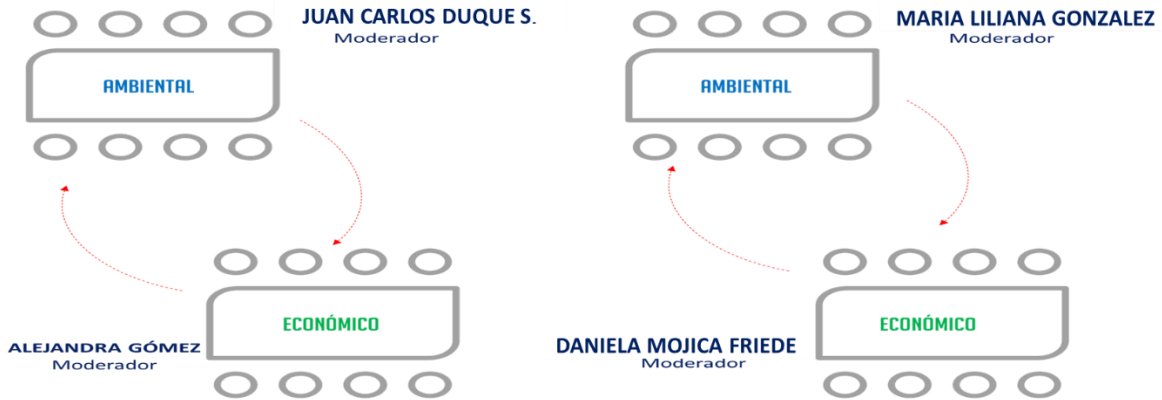 JUAN CARLOS DUQUE S.
Moderador
AMBIENTAL
ECONÓMICO
ALEJANDRA GÓMEZ
Moderador
MARIA LILIANA GONZALEZ
Moderador
AMBIENTAL
ECONÓMICO
DANIELA MOJICA FRIEDE
Moderador